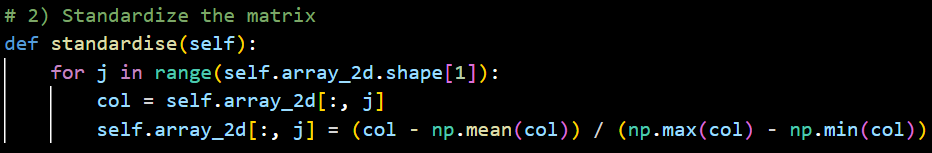 # 2) Standardize the matrix
def standardise(self):
    for j in range(self.array_2d.shape[1]):
        col = self.array_2d[:, j]
        self.array_2d[:, j] = (col - np.mean(col)) / (np.max(col) - np.min(col))